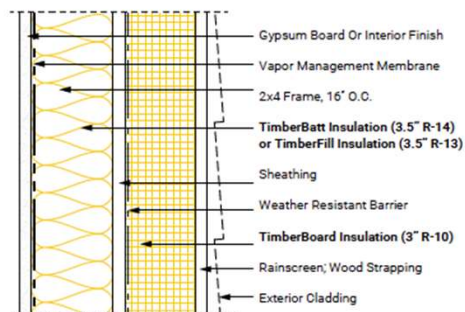 Gypsum Board Or Interior Finish
Vapor Management Membrane
2x4 Frame, 16" O.C.
TimberBatt Insulation (3.5" R-14)
or TimberFill Insulation (3.5" R-13)
Sheathing
Weather Resistant Barrier
TimberBoard Insulation (3" R-10)
Rainscreen; Wood Strapping
Exterior Cladding